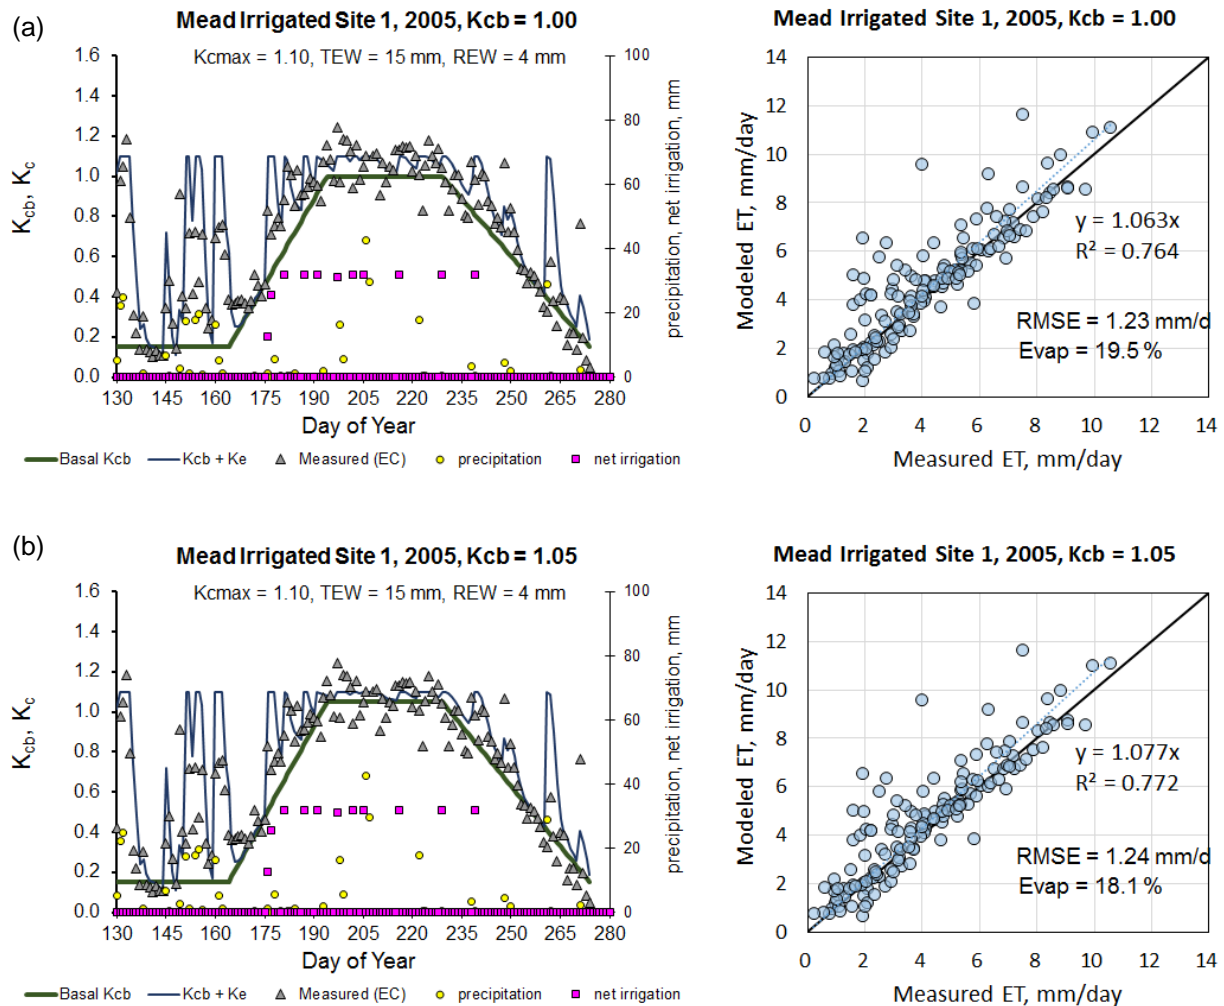 (a)
Mead Irrigated Site 1, 2005, Kcb = 1.00
Kcmax = 1.10, TEW = 15 mm, REW = 4 mm
1.6
1.4
1.2
1.0
0.8
0.6
0.4
0.2
0.0
Kcb, Kc
100
80
60
40
20
0
precipitation, net irrigation, mm
130 145 160 175 190 205 220 235 250 265 280
Day of Year
Basal Kcb Kcb + Ke Measured (EC) precipitation net irrigation
Mead Irrigated Site 1, 2005, Kcb = 1.00
14
12
10
8
6
4
2
0
Modeled ET, mm/day
y = 1.063x
R² = 0.764
RMSE = 1.23 mm/d
Evap = 19.5 %
0 2 4 6 8 10 12 14
Measured ET, mm/day
(b)
Mead Irrigated Site 1, 2005, Kcb = 1.05
Kcmax = 1.10, TEW = 15 mm, REW = 4 mm
1.6
1.4
1.2
1.0
0.8
0.6
0.4
0.2
0.0
Kcb, Kc
100
80
60
40
20
0
precipitation, net irrigation, mm
130 145 160 175 190 205 220 235 250 265 280
Day of Year
Basal Kcb Kcb + Ke Measured (EC) precipitation net irrigation
Mead Irrigated Site 1, 2005, Kcb = 1.05
14
12
10
8
6
4
2
0
Modeled ET, mm/day
y = 1.077x
R² = 0.772
RMSE = 1.24 mm/d
Evap = 18.1 %
0 2 4 6 8 10 12 14
Measured ET, mm/day